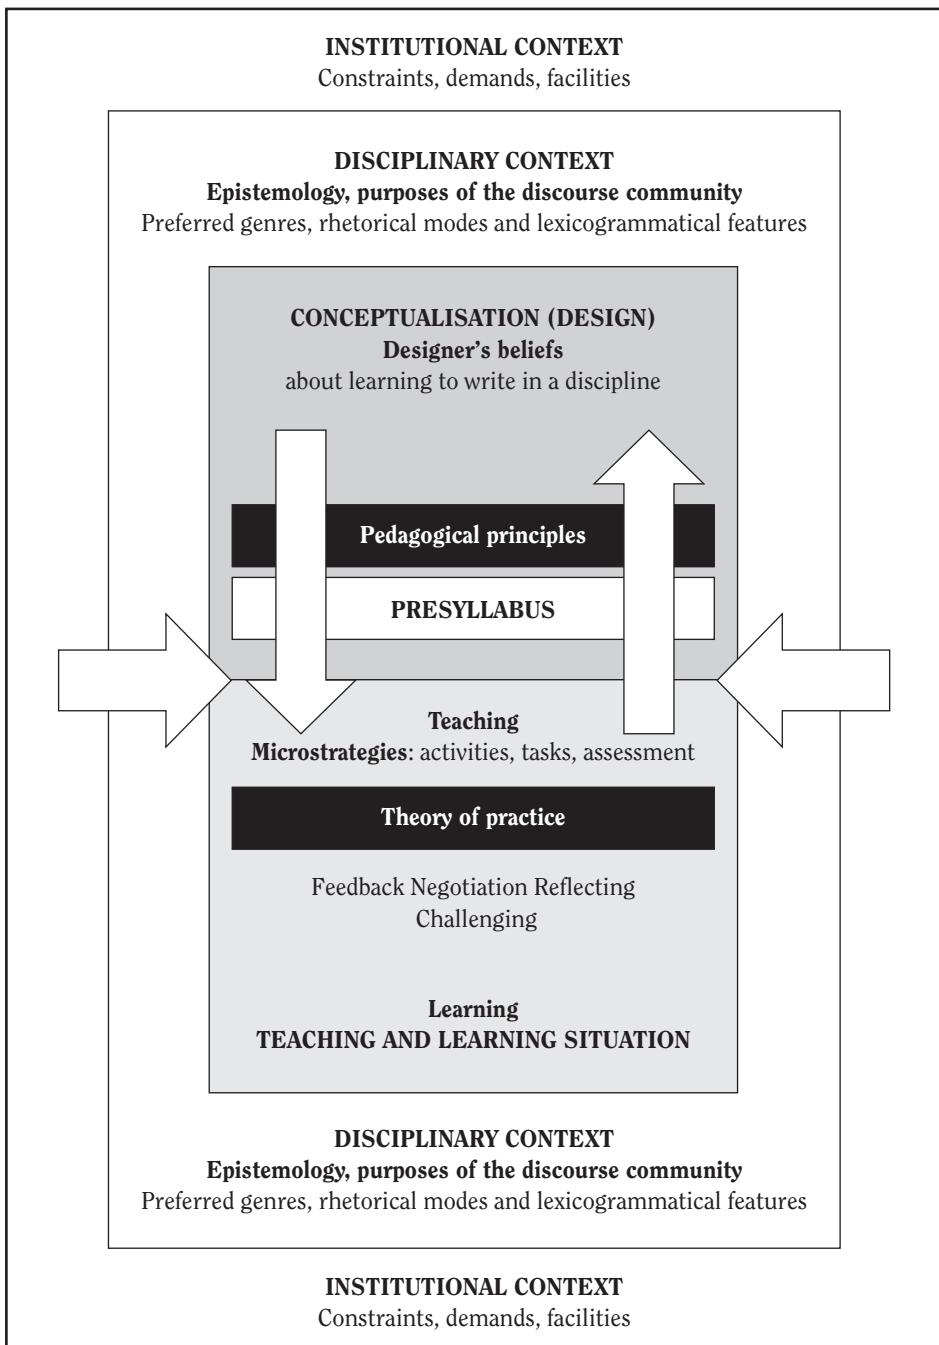 INSTITUTIONAL CONTEXT
Constraints, demands, facilities
DISCIPLINARY CONTEXT
Epistemology, purposes of the discourse community
Preferred genres, rhetorical modes and lexicogrammatical features
CONCEPTUALISATION (DESIGN)
Designer's beliefs
about learning to write in a discipline
Pedagogical principles
PRESYLLABUS
Teaching
Microstrategies: activities, tasks, assessment
Theory of practice
Feedback Negotiation Reflecting
Challenging
Learning
TEACHING AND LEARNING SITUATION
DISCIPLINARY CONTEXT
Epistemology, purposes of the discourse community
Preferred genres, rhetorical modes and lexicogrammatical features
INSTITUTIONAL CONTEXT
Constraints, demands, facilities